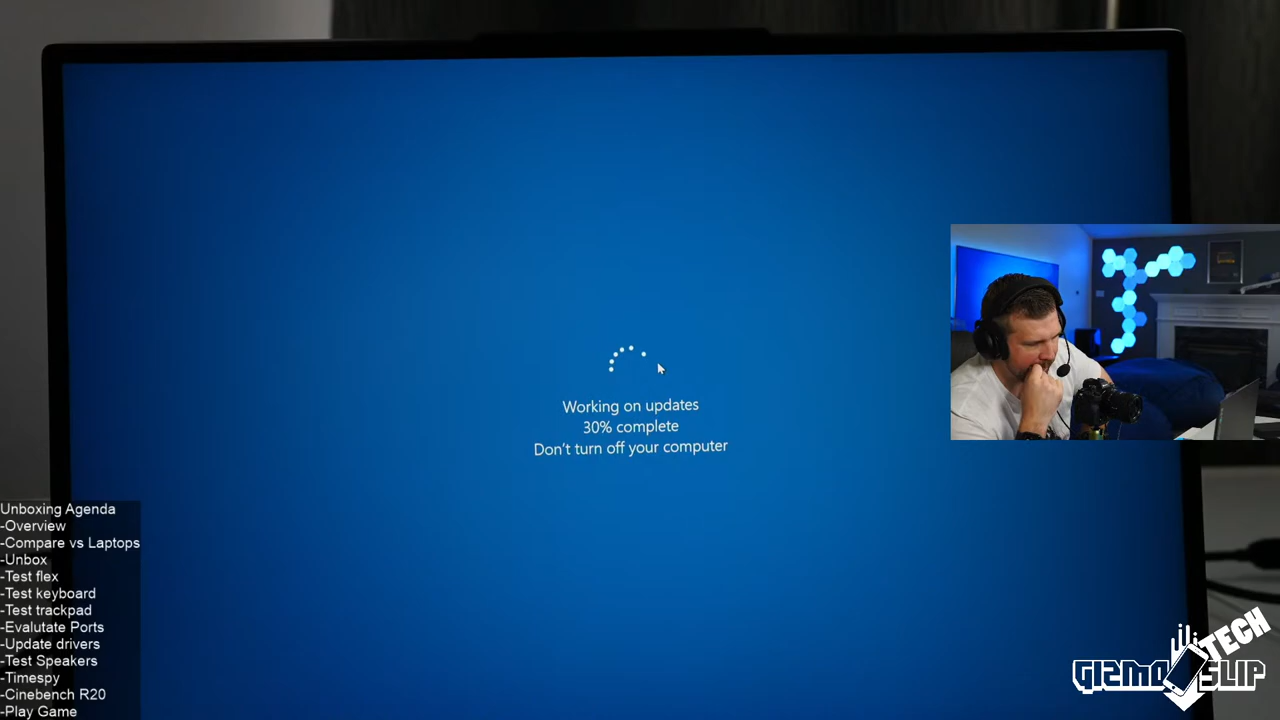 Working on updates
30% complete
Don't turn off your computer
Unboxing Agenda
-Overview
-Compare vs Laptops
-Unbox
-Test flex
-Test keyboard
-Test trackpad
-Evalutate Ports
-Update drivers
-Test Speakers
-Timespy
-Cinebench R20
-Play Game
GIZMO SLIP
TECH